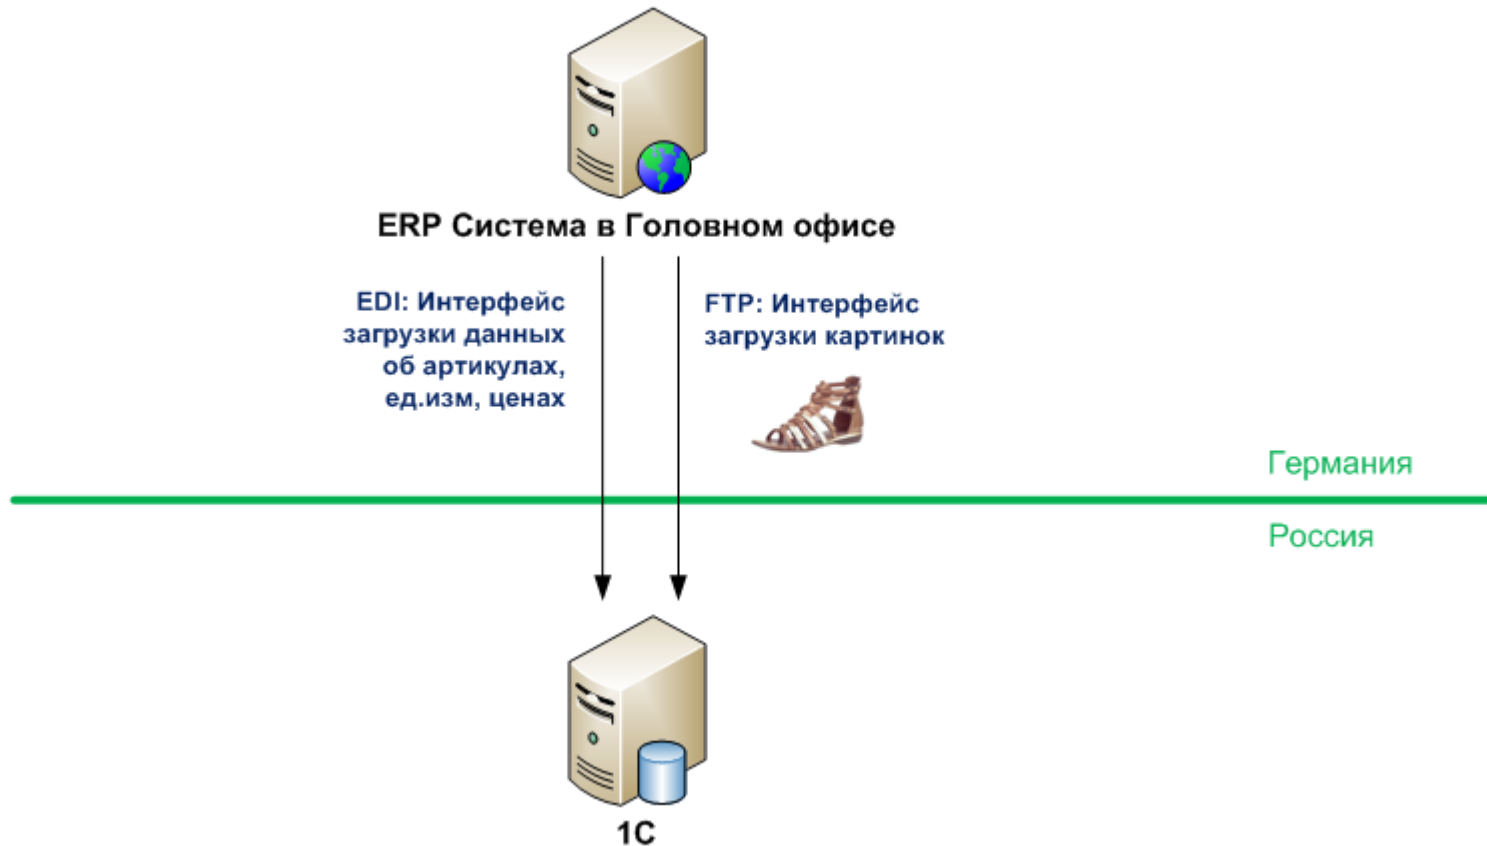 ERP Система в Головном офисе
EDI: Интерфейс
загрузки данных
об артикулах,
ед.изм, ценах
FTP: Интерфейс
загрузки картинок
Германия
Россия
1C